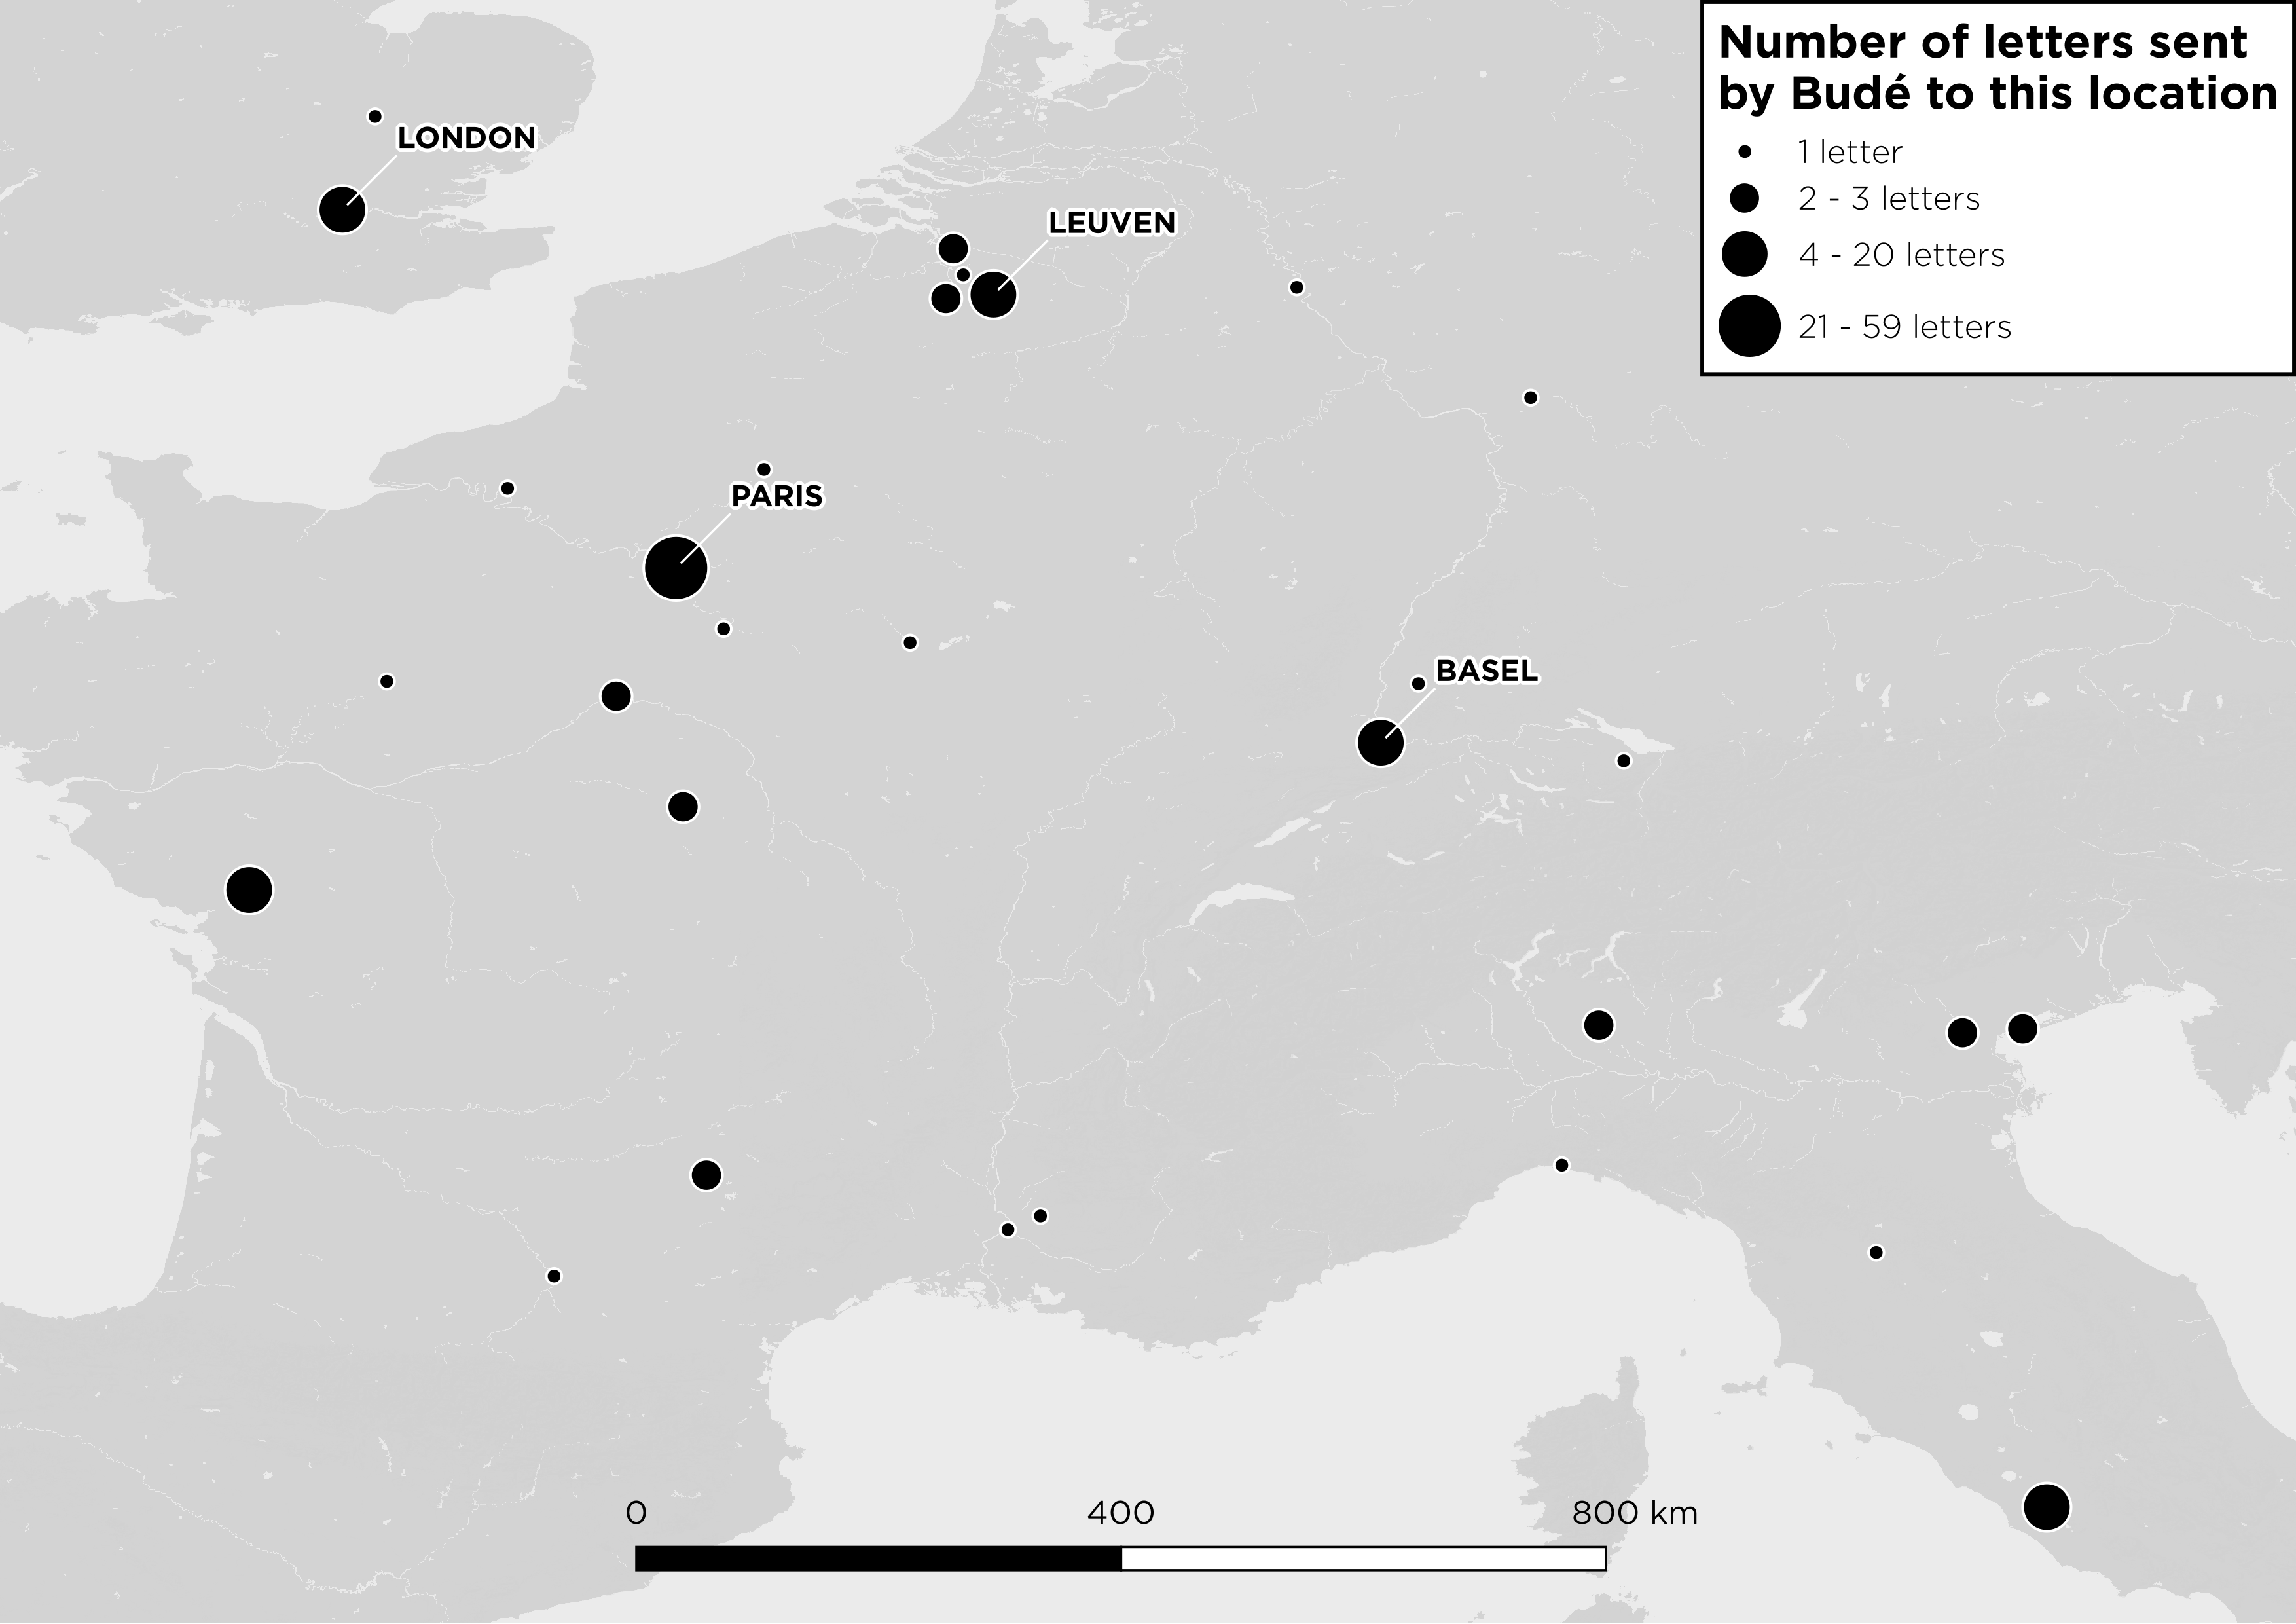 Number of letters sent
by Budé to this location
1 letter
2 - 3 letters
4 - 20 letters
21 - 59 letters
LONDON
LEUVEN
PARIS
BASEL
0 400 800 km